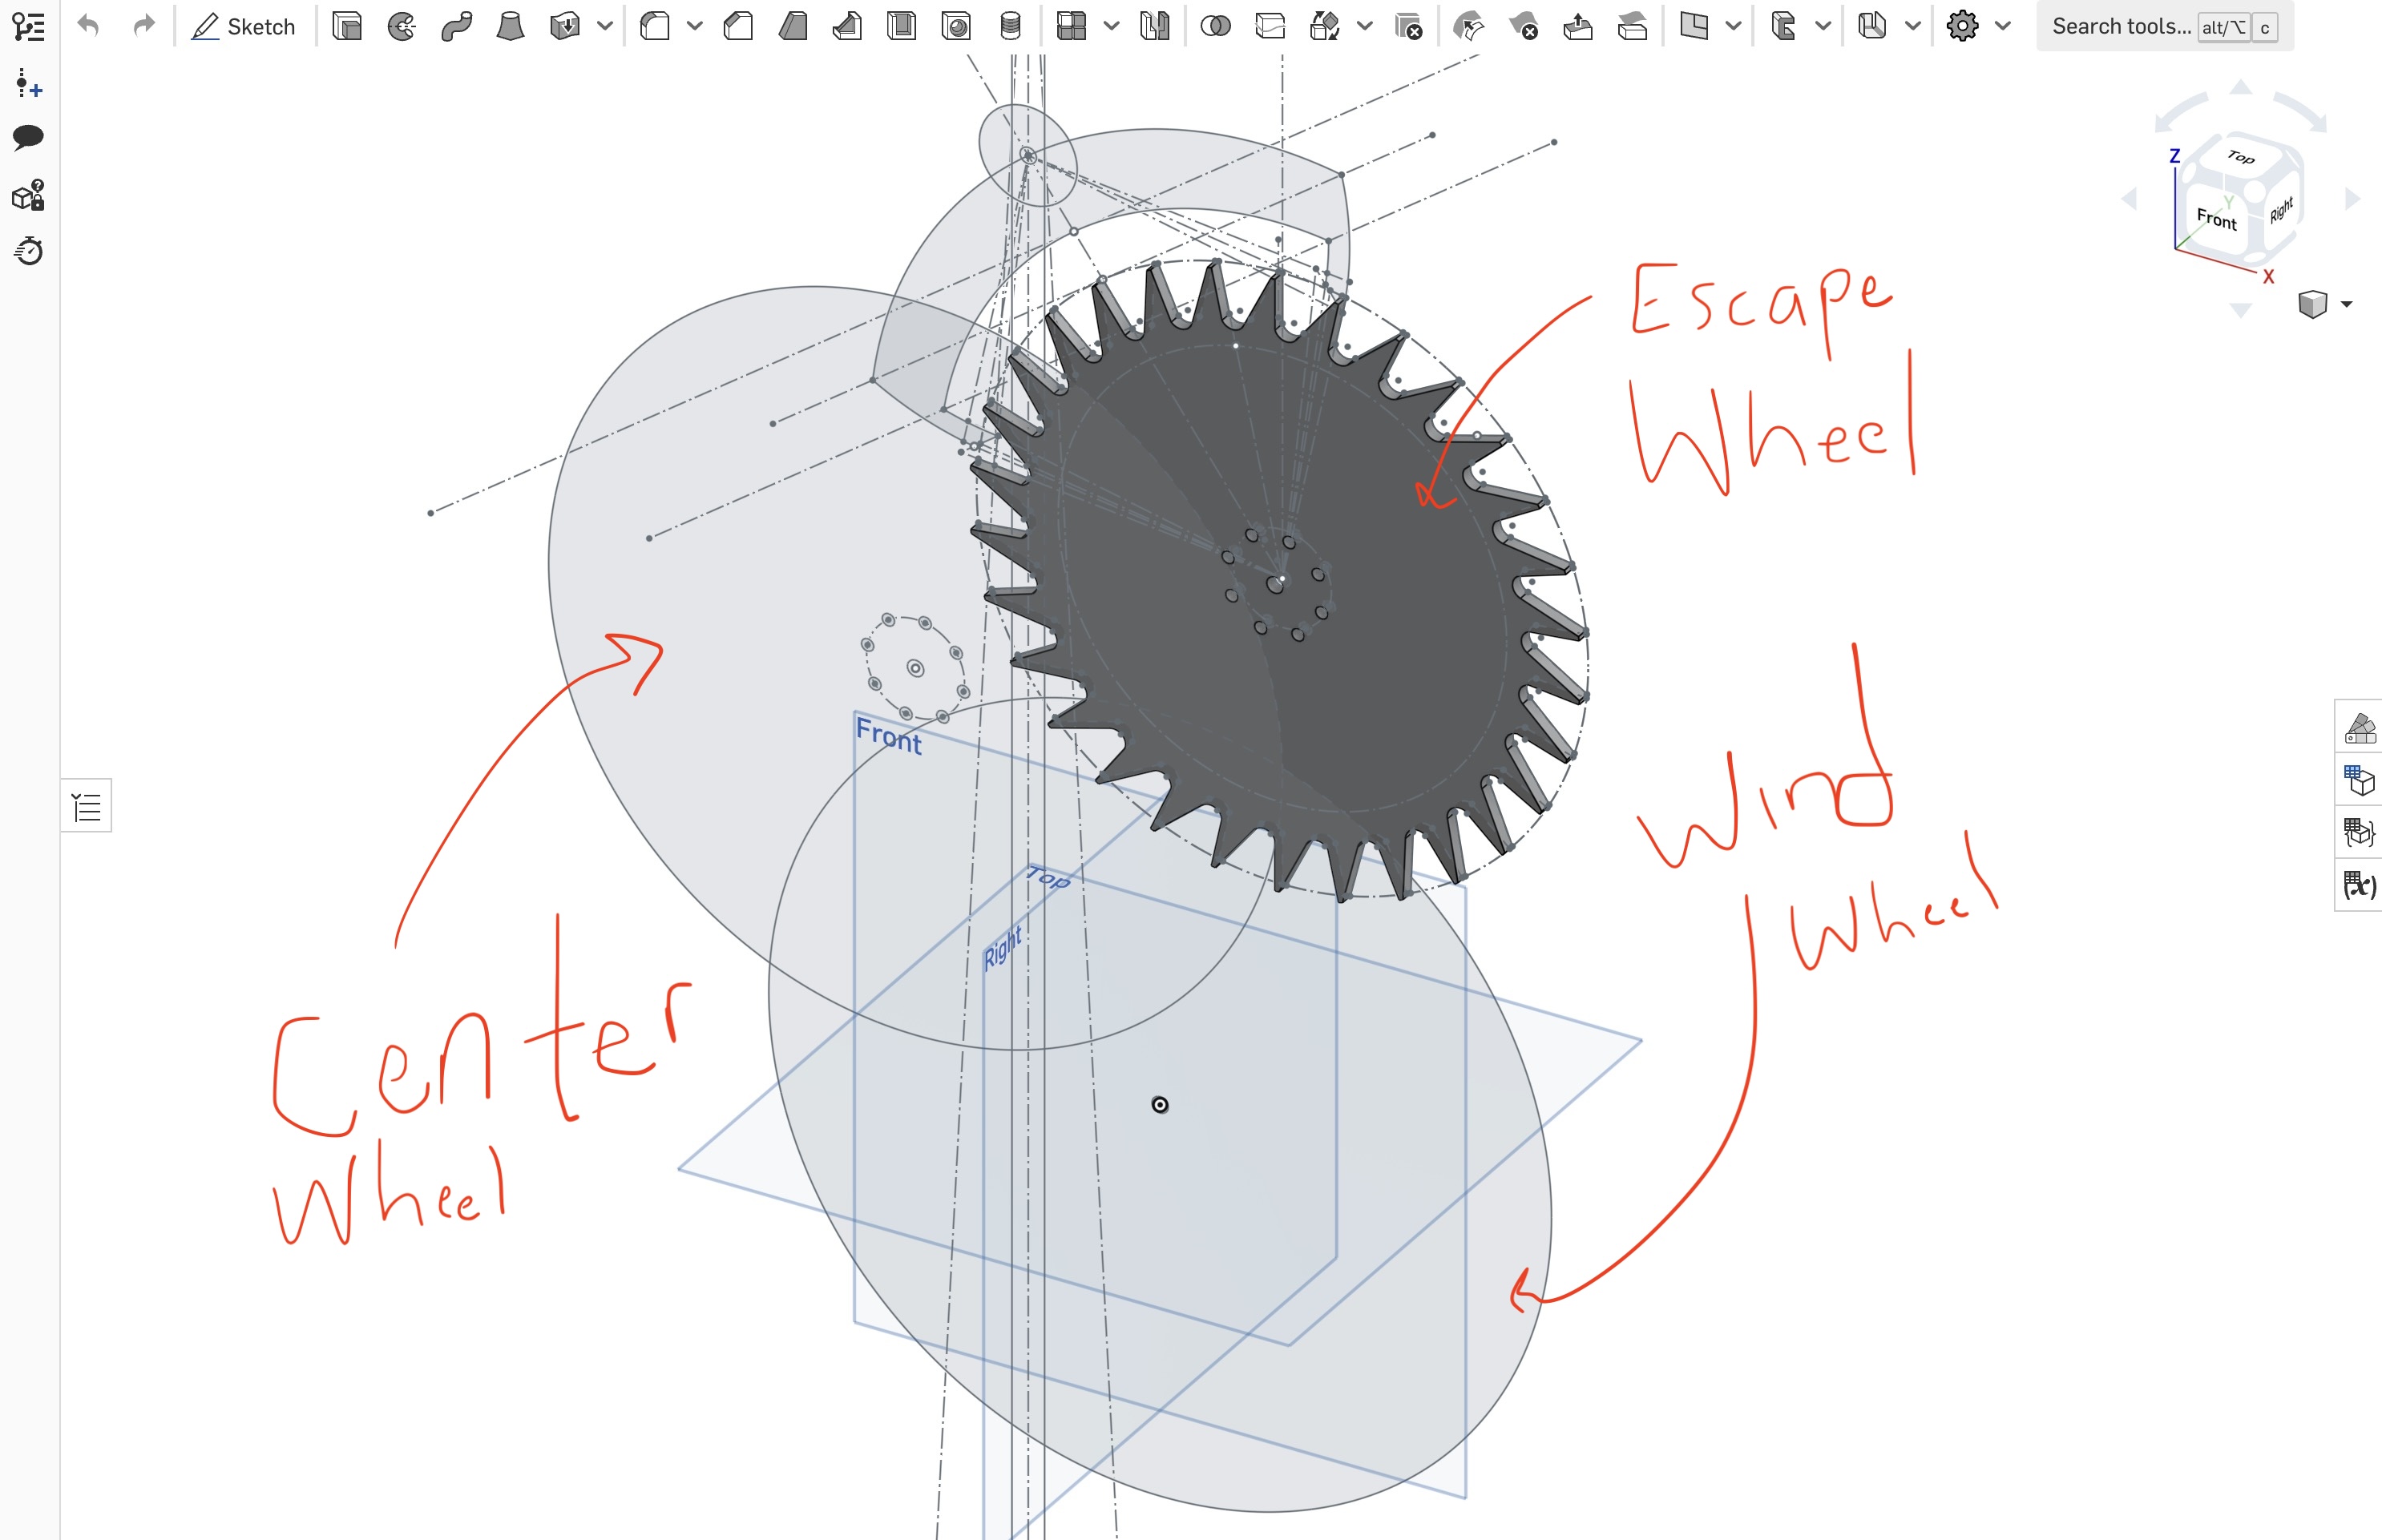 Sketch
Search tools... alt/⌥ c
Z
Top
Y
Front
Right
X
Escape
Wheel
Front
Top
Right
Wind
Wheel
Center
Wheel
(x)